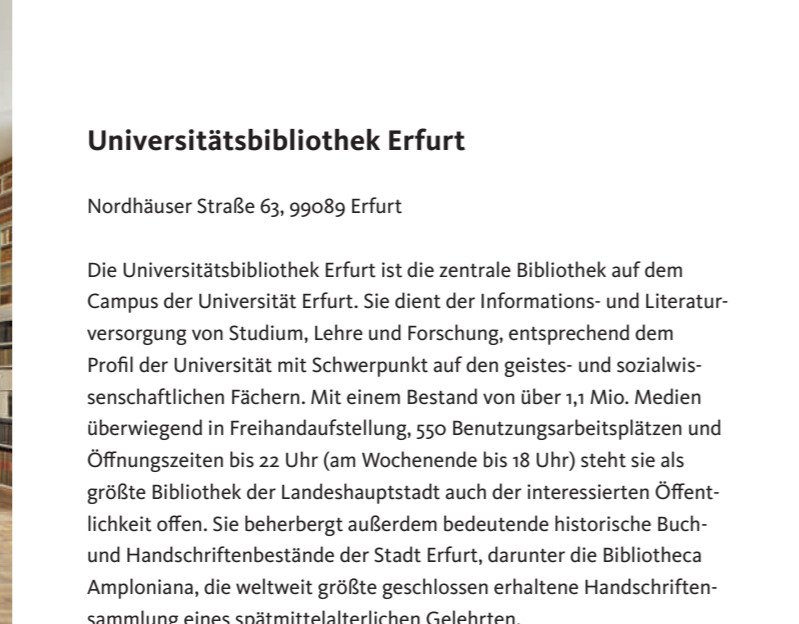 Universitätsbibliothek Erfurt
Nordhäuser Straße 63, 99089 Erfurt
Die Universitätsbibliothek Erfurt ist die zentrale Bibliothek auf dem
Campus der Universität Erfurt. Sie dient der Informations- und Literatur-
versorgung von Studium, Lehre und Forschung, entsprechend dem
Profil der Universität mit Schwerpunkt auf den geistes- und sozialwis-
senschaftlichen Fächern. Mit einem Bestand von über 1,1 Mio. Medien
überwiegend in Freihandaufstellung, 550 Benutzungsarbeitsplätzen und
Öffnungszeiten bis 22 Uhr (am Wochenende bis 18 Uhr) steht sie als
größte Bibliothek der Landeshauptstadt auch der interessierten Öffent-
lichkeit offen. Sie beherbergt außerdem bedeutende historische Buch-
und Handschriftenbestände der Stadt Erfurt, darunter die Bibliotheca
Amploniana, die weltweit größte geschlossen erhaltene Handschriften-
sammlung eines spätmittelalterlichen Gelehrten.